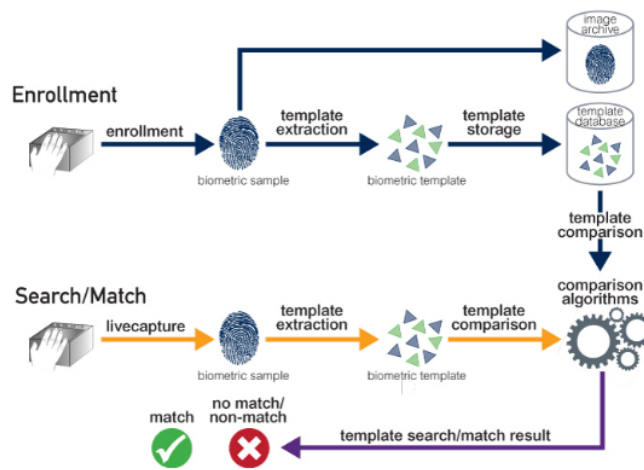 image
archive
Enrollment
enrollment
template
extraction
template
storage
template
database
biometric sample
biometric template
template
comparison
Search/Match
livecapture
template
extraction
template
comparison
comparison
algorithms
biometric sample
biometric template
match
no match/
non-match
template search/match result